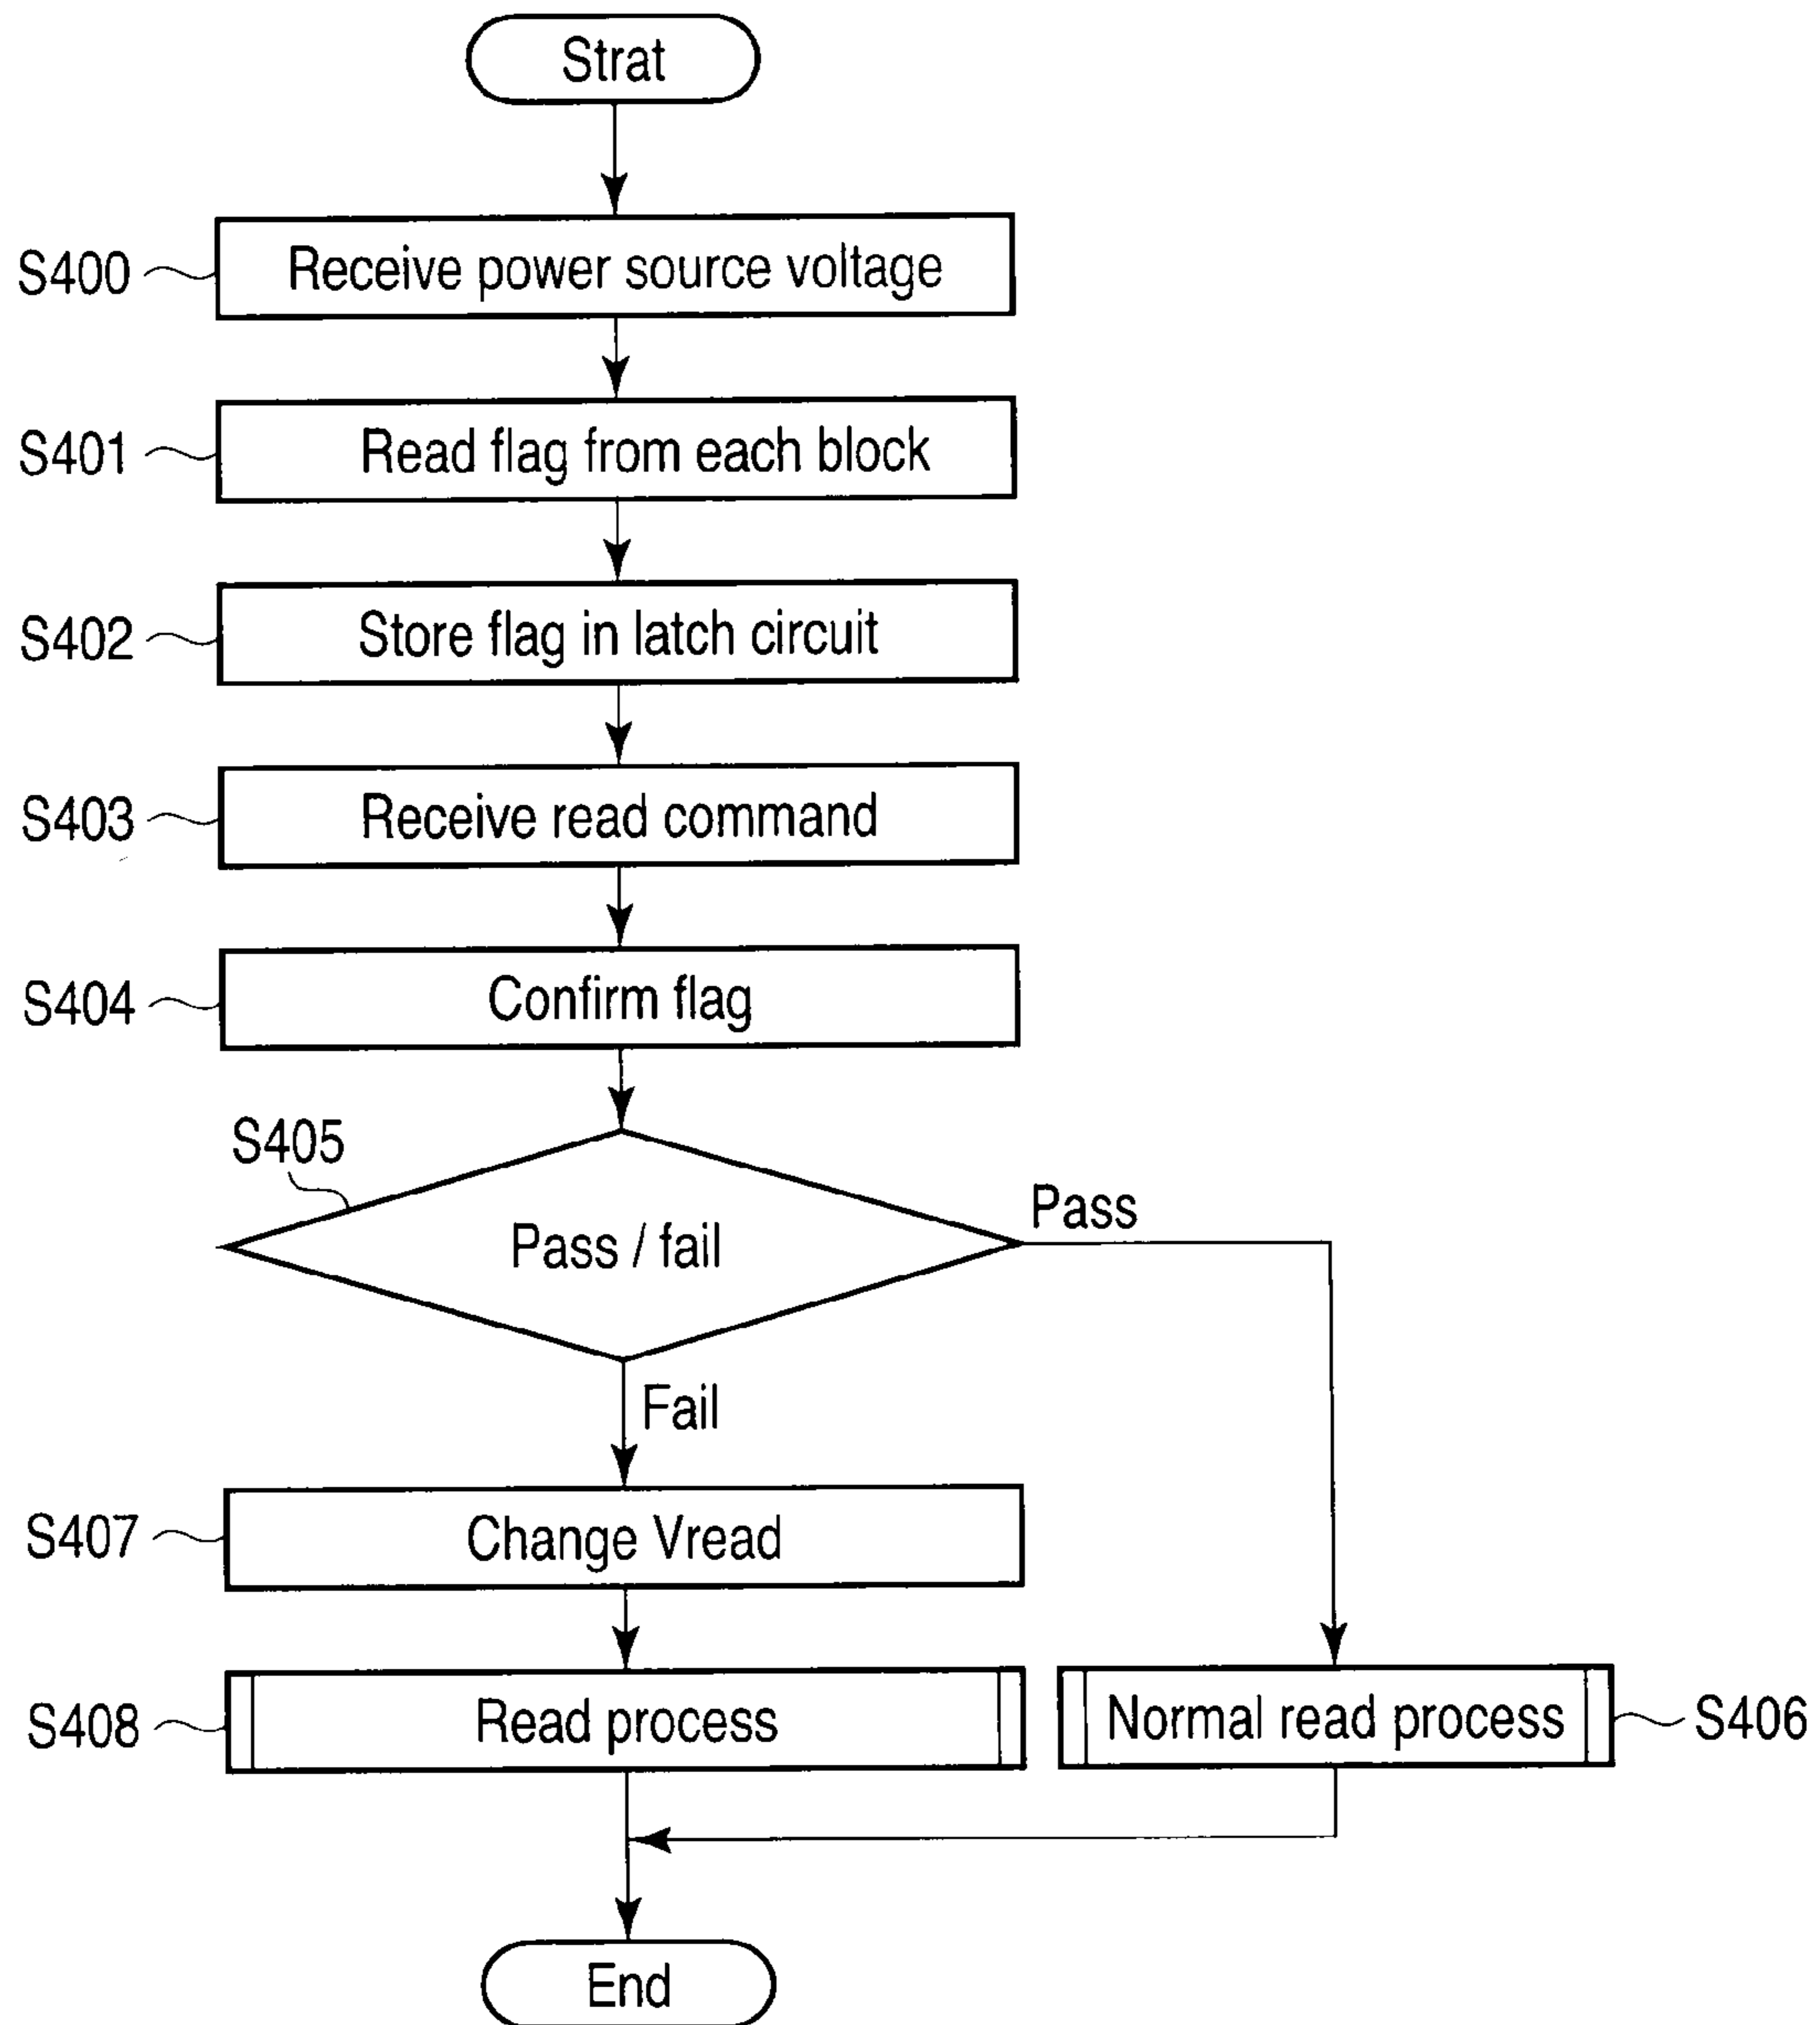 Strat
S400
Receive power source voltage
S401
Read flag from each block
S402
Store flag in latch circuit
S403
Receive read command
S404
Confirm flag
S405
Pass / fail
Pass
Fail
S407
Change Vread
S408
Read process
Normal read process
S406
End